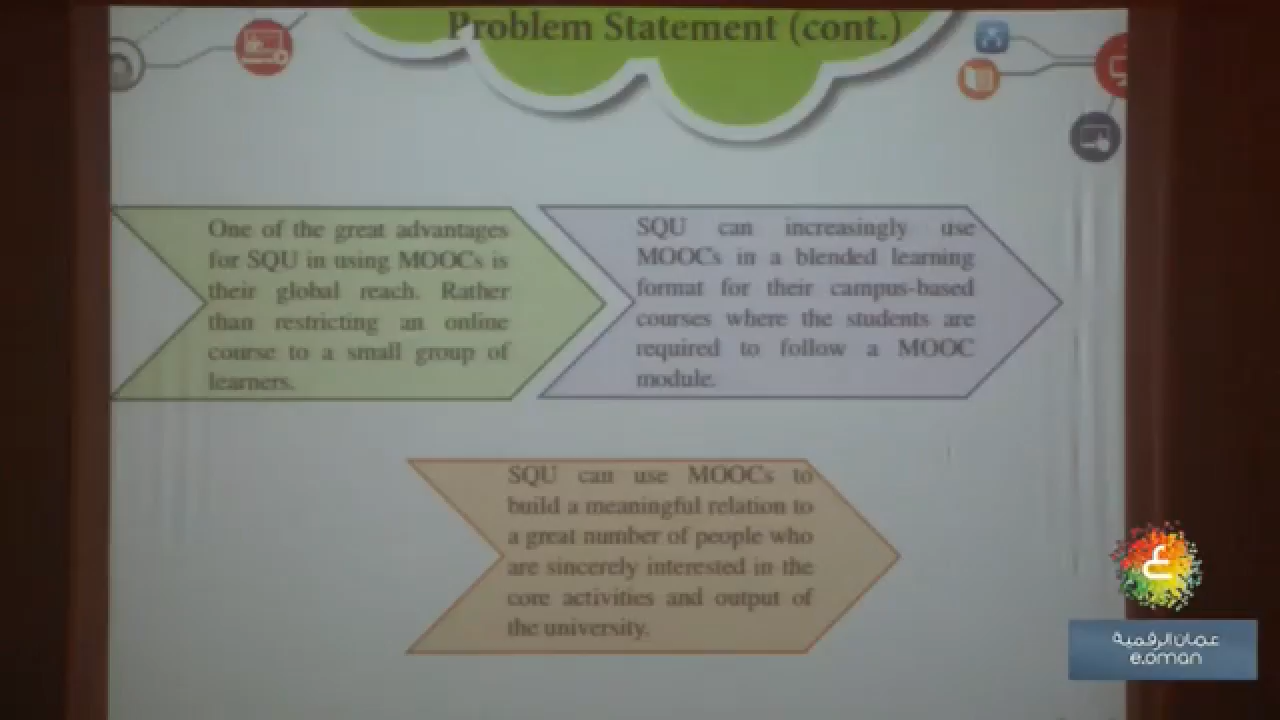 Problem Statement (cont.)
One of the great advantages
for SQU in using MOOCs is
their global reach. Rather
than restricting an online
course to a small group of
learners.
SQU can increasingly use
MOOCs in a blended learning
format for their campus-based
courses where the students are
required to follow a MOOC
module.
SQU can use MOOCs to
build a meaningful relation to
a great number of people who
are sincerely interested in the
core activities and output of
the university.
ع
عمان الرقمية
e.oman